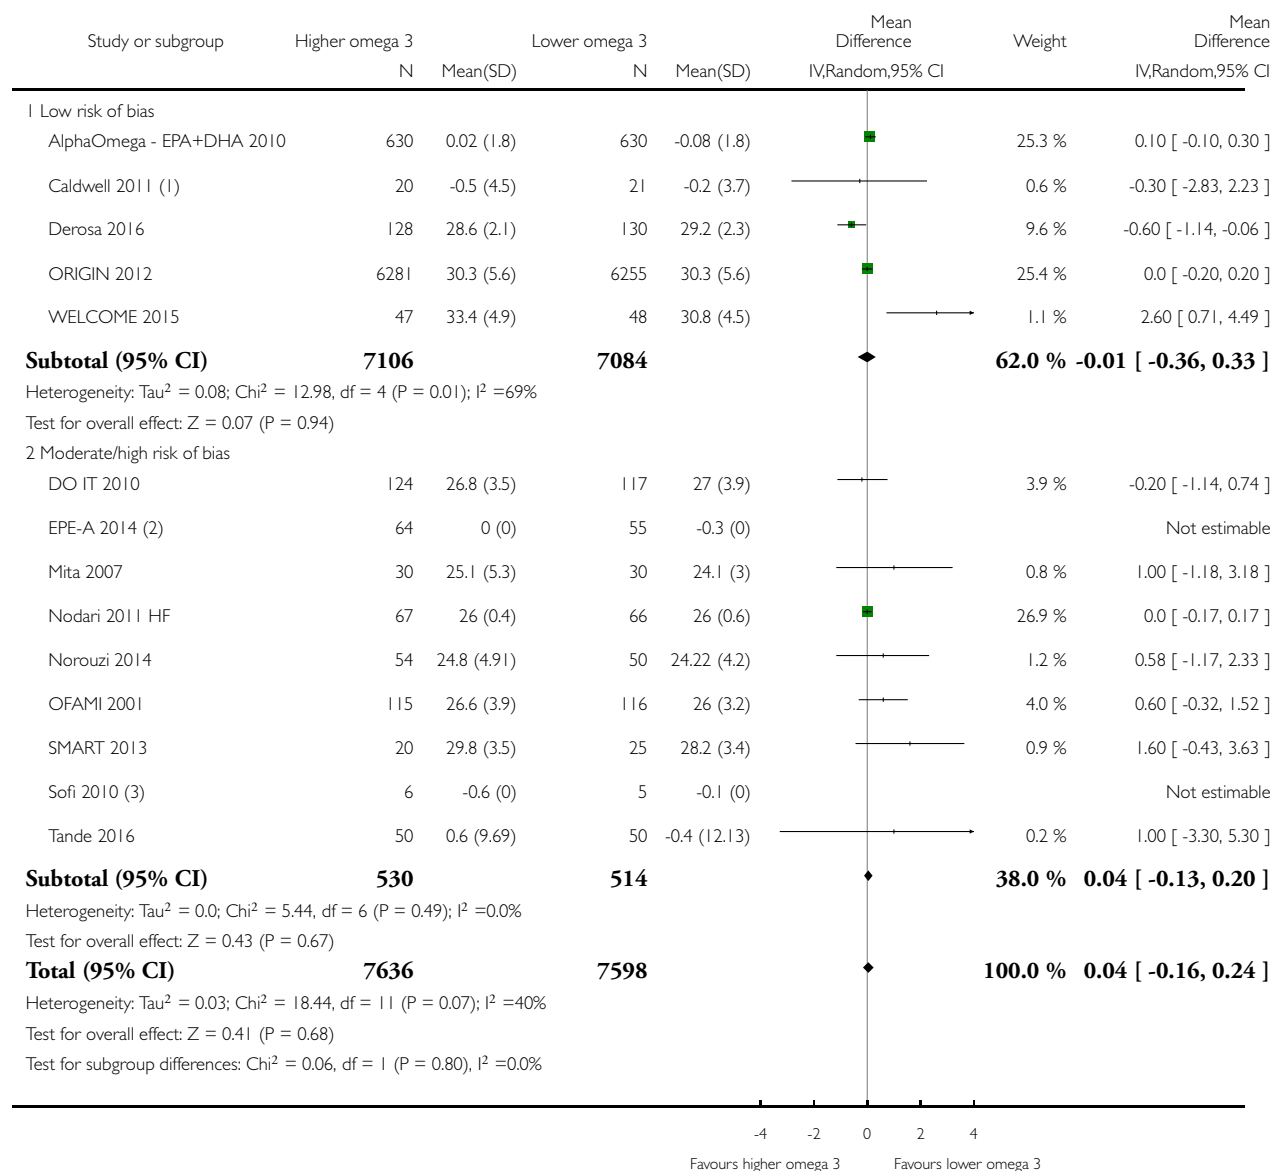 Study or subgroup Higher omega 3 Lower omega 3 Mean Difference Weight Mean Difference
N Mean(SD) N Mean(SD) IV,Random,95% CI IV,Random,95% CI
1 Low risk of bias
AlphaOmega - EPA+DHA 2010 630 0.02 (1.8) 630 -0.08 (1.8) 25.3 % 0.10 [ -0.10, 0.30 ]
Caldwell 2011 (1) 20 -0.5 (4.5) 21 -0.2 (3.7) 0.6 % -0.30 [ -2.83, 2.23 ]
Derosa 2016 128 28.6 (2.1) 130 29.2 (2.3) 9.6 % -0.60 [ -1.14, -0.06 ]
ORIGIN 2012 6281 30.3 (5.6) 6255 30.3 (5.6) 25.4 % 0.0 [ -0.20, 0.20 ]
WELCOME 2015 47 33.4 (4.9) 48 30.8 (4.5) 1.1 % 2.60 [ 0.71, 4.49 ]
Subtotal (95% CI) 7106 7084 62.0 % -0.01 [ -0.36, 0.33 ]
Heterogeneity: Tau² = 0.08; Chi² = 12.98, df = 4 (P = 0.01); I² =69%
Test for overall effect: Z = 0.07 (P = 0.94)
2 Moderate/high risk of bias
DO IT 2010 124 26.8 (3.5) 117 27 (3.9) 3.9 % -0.20 [ -1.14, 0.74 ]
EPE-A 2014 (2) 64 0 (0) 55 -0.3 (0) Not estimable
Mita 2007 30 25.1 (5.3) 30 24.1 (3) 0.8 % 1.00 [ -1.18, 3.18 ]
Nodari 2011 HF 67 26 (0.4) 66 26 (0.6) 26.9 % 0.0 [ -0.17, 0.17 ]
Norouzi 2014 54 24.8 (4.91) 50 24.22 (4.2) 1.2 % 0.58 [ -1.17, 2.33 ]
OFAMI 2001 115 26.6 (3.9) 116 26 (3.2) 4.0 % 0.60 [ -0.32, 1.52 ]
SMART 2013 20 29.8 (3.5) 25 28.2 (3.4) 0.9 % 1.60 [ -0.43, 3.63 ]
Sofi 2010 (3) 6 -0.6 (0) 5 -0.1 (0) Not estimable
Tande 2016 50 0.6 (9.69) 50 -0.4 (12.13) 0.2 % 1.00 [ -3.30, 5.30 ]
Subtotal (95% CI) 530 514 38.0 % 0.04 [ -0.13, 0.20 ]
Heterogeneity: Tau² = 0.0; Chi² = 5.44, df = 6 (P = 0.49); I² =0.0%
Test for overall effect: Z = 0.43 (P = 0.67)
Total (95% CI) 7636 7598 100.0 % 0.04 [ -0.16, 0.24 ]
Heterogeneity: Tau² = 0.03; Chi² = 18.44, df = 11 (P = 0.07); I² =40%
Test for overall effect: Z = 0.41 (P = 0.68)
Test for subgroup differences: Chi² = 0.06, df = 1 (P = 0.80), I² =0.0%
-4 -2 0 2 4
Favours higher omega 3 Favours lower omega 3